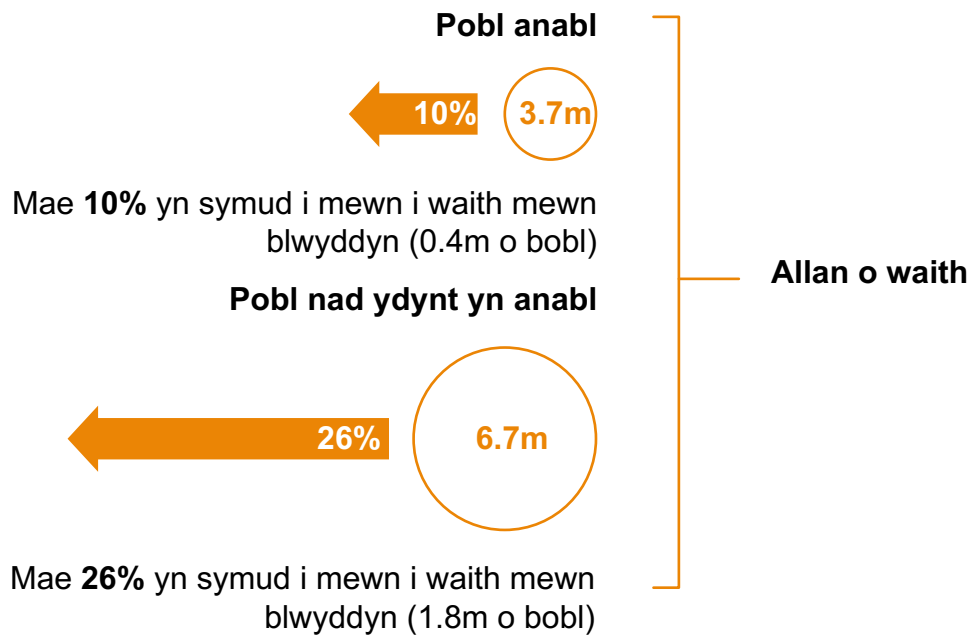 Pobl anabl
10%
3.7m
Mae 10% yn symud i mewn i waith mewn
blwyddyn (0.4m o bobl)
Pobl nad ydynt yn anabl
Allan o waith
26%
6.7m
Mae 26% yn symud i mewn i waith mewn
blwyddyn (1.8m o bobl)